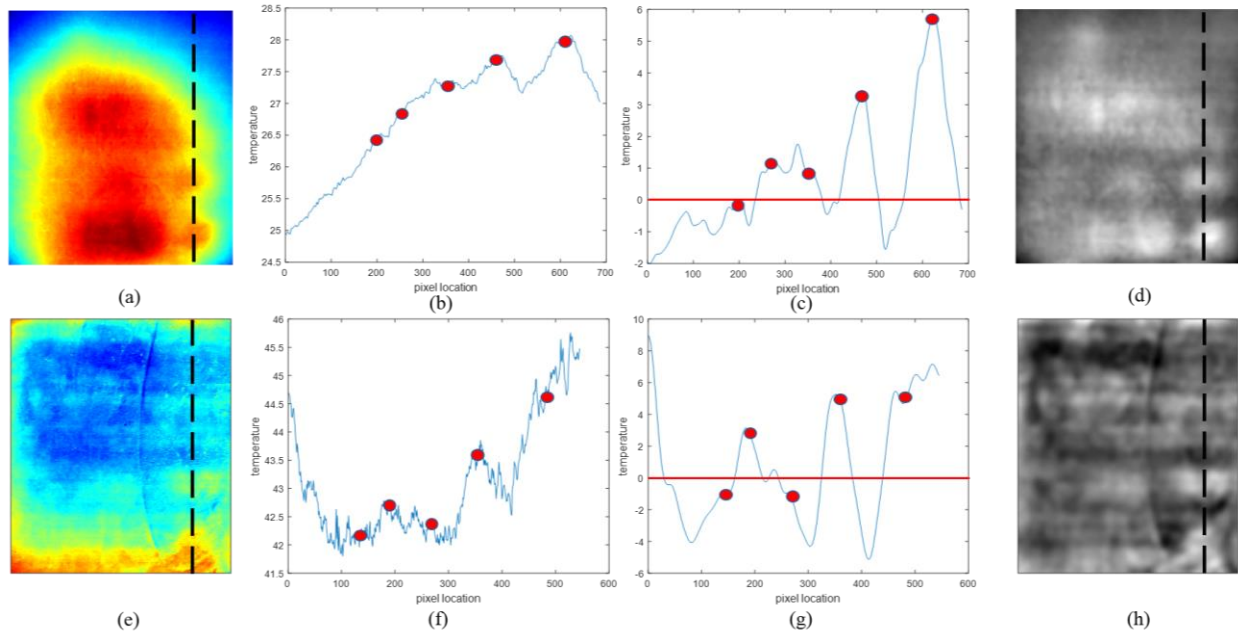 28.5
28
27.5
27
26.5
26
25.5
25
24.5
temperature
0 100 200 300 400 500 600 700
pixel location
6
5
4
3
2
1
0
-1
-2
temperature
0 100 200 300 400 500 600 700
pixel location
(a)
(b)
(c)
(d)
46
45.5
45
44.5
44
43.5
43
42.5
42
41.5
temperature
0 100 200 300 400 500 600
pixel location
10
8
6
4
2
0
-2
-4
-6
temperature
0 100 200 300 400 500 600
pixel location
(e)
(f)
(g)
(h)